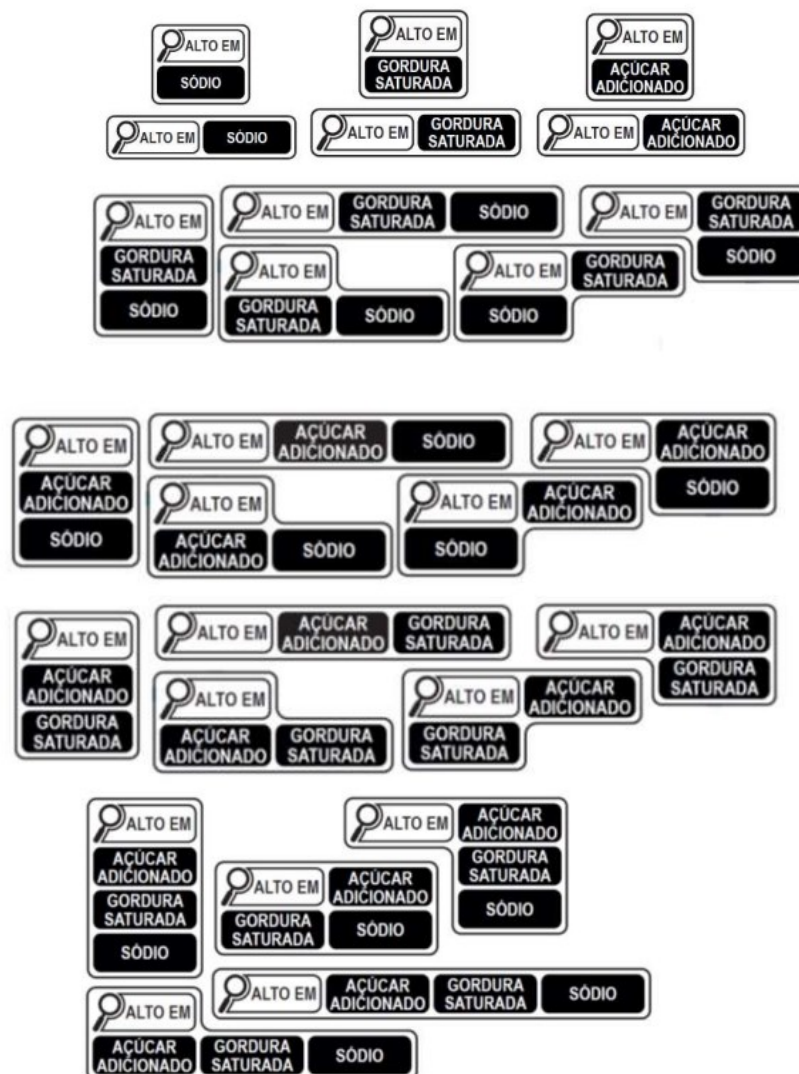 ALTO EM
SÓDIO
ALTO EM
GORDURA
SATURADA
ALTO EM
AÇÚCAR
ADICIONADO
ALTO EM SÓDIO
ALTO EM GORDURA
SATURADA
ALTO EM AÇÚCAR
ADICIONADO
ALTO EM
GORDURA
SATURADA
SÓDIO
ALTO EM GORDURA
SATURADA SÓDIO
ALTO EM GORDURA
SATURADA
SÓDIO
ALTO EM
GORDURA
SATURADA SÓDIO
ALTO EM GORDURA
SATURADA
SÓDIO
ALTO EM
AÇÚCAR
ADICIONADO
SÓDIO
ALTO EM AÇÚCAR
ADICIONADO SÓDIO
ALTO EM AÇÚCAR
ADICIONADO
SÓDIO
ALTO EM
AÇÚCAR
ADICIONADO SÓDIO
ALTO EM AÇÚCAR
ADICIONADO
SÓDIO
ALTO EM
AÇÚCAR
ADICIONADO
GORDURA
SATURADA
ALTO EM AÇÚCAR GORDURA
ADICIONADO SATURADA
ALTO EM AÇÚCAR
ADICIONADO
GORDURA
SATURADA
ALTO EM
AÇÚCAR GORDURA
ADICIONADO SATURADA
ALTO EM AÇÚCAR
ADICIONADO
GORDURA
SATURADA
ALTO EM
AÇÚCAR
ADICIONADO
GORDURA
SATURADA
SÓDIO
ALTO EM AÇÚCAR
ADICIONADO
GORDURA
SATURADA SÓDIO
ALTO EM AÇÚCAR
ADICIONADO
GORDURA
SATURADA
SÓDIO
ALTO EM AÇÚCAR GORDURA
ADICIONADO SATURADA SÓDIO
ALTO EM
AÇÚCAR GORDURA
ADICIONADO SATURADA SÓDIO